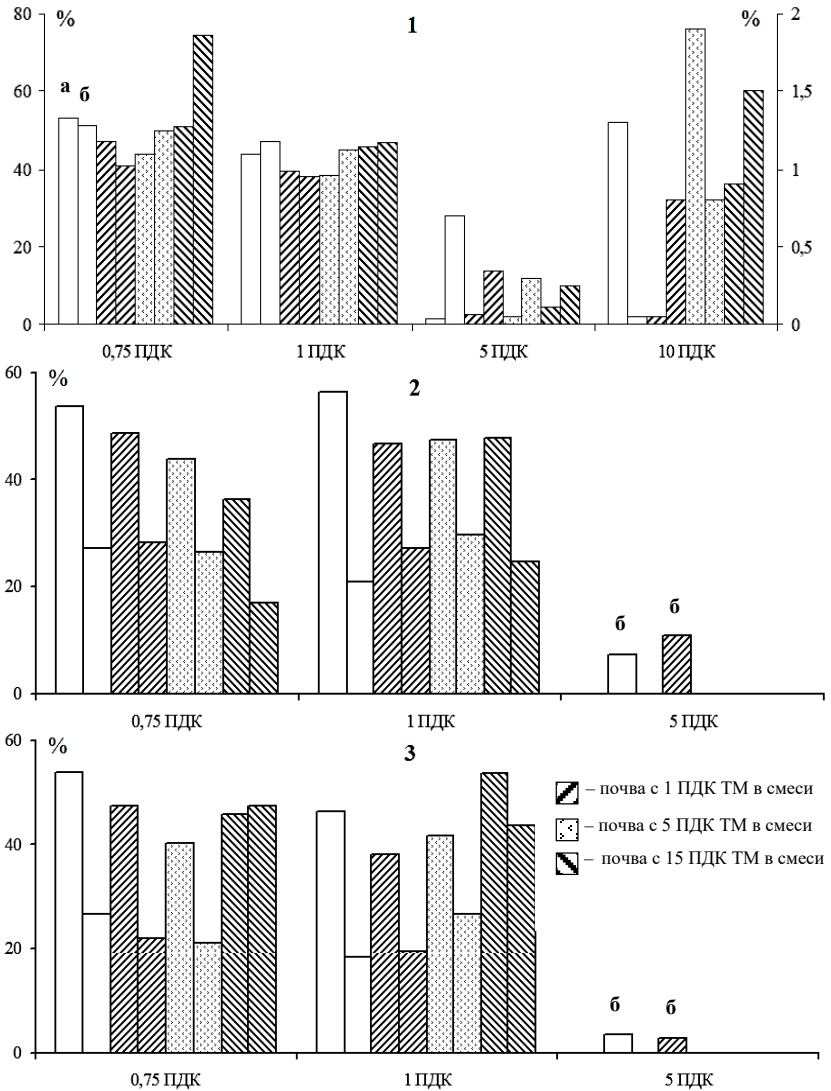 80 % 1 % 2
60 1,5
а б
40 1
20 0,5
0 0
0,75 ПДК 1 ПДК 5 ПДК 10 ПДК
60 % 2
40
20
б б
0
0,75 ПДК 1 ПДК 5 ПДК
60 % 3
– почва с 1 ПДК ТМ в смеси
– почва с 5 ПДК ТМ в смеси
40
– почва с 15 ПДК ТМ в смеси
20
б б
0
0,75 ПДК 1 ПДК 5 ПДК